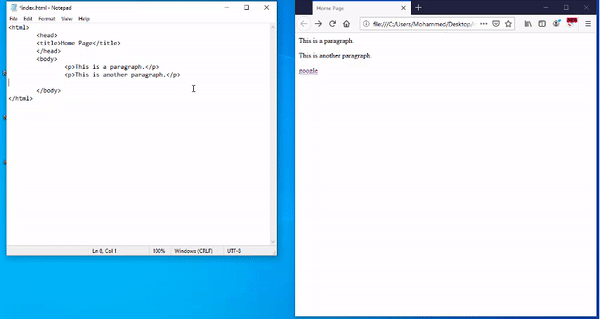 *index.html - Notepad
File Edit Format View Help
<html>
<head>
<title>Home Page</title>
</head>
<body>
<p>This is a paragraph.</p>
<p>This is another paragraph.</p>
</body>
</html>
Ln 8, Col 1 100% Windows (CRLF) UTF-8
Home Page
file:///C:/Users/Mohammed/Desktop/
This is a paragraph.
This is another paragraph.
google